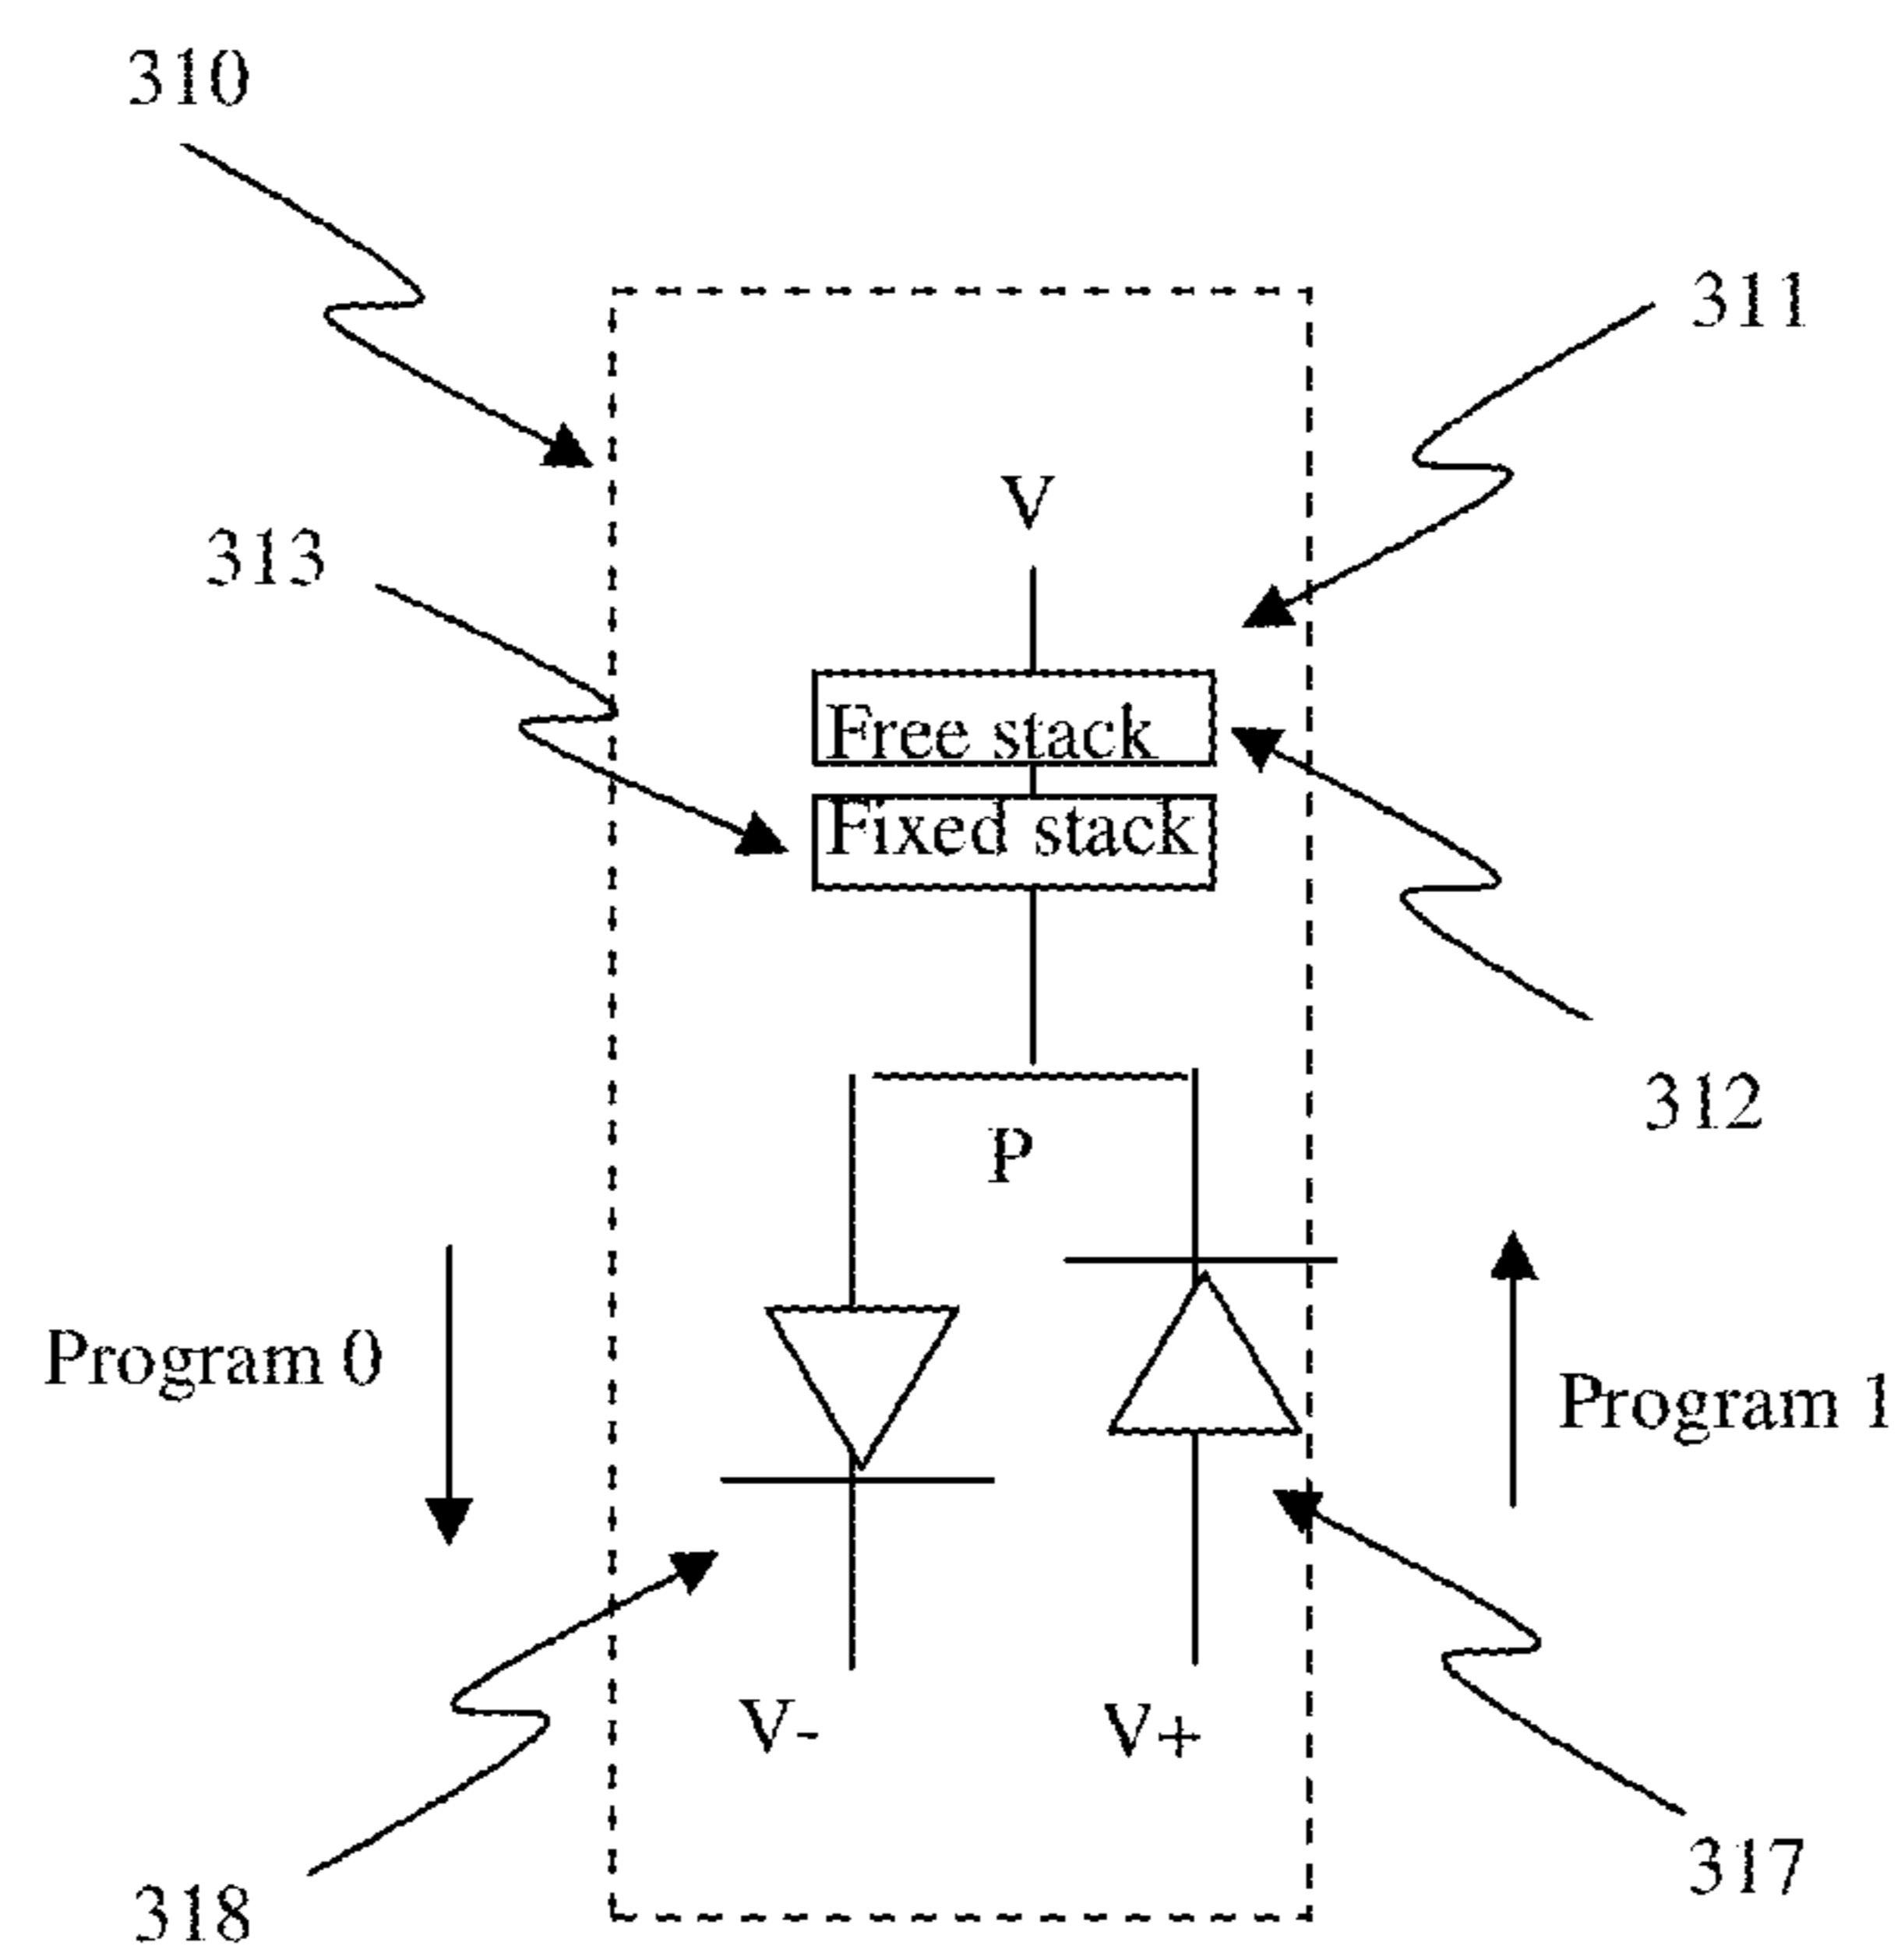 310
311
V
313
Free stack
Fixed stack
312
P
Program 0
Program 1
V-
V+
317
318